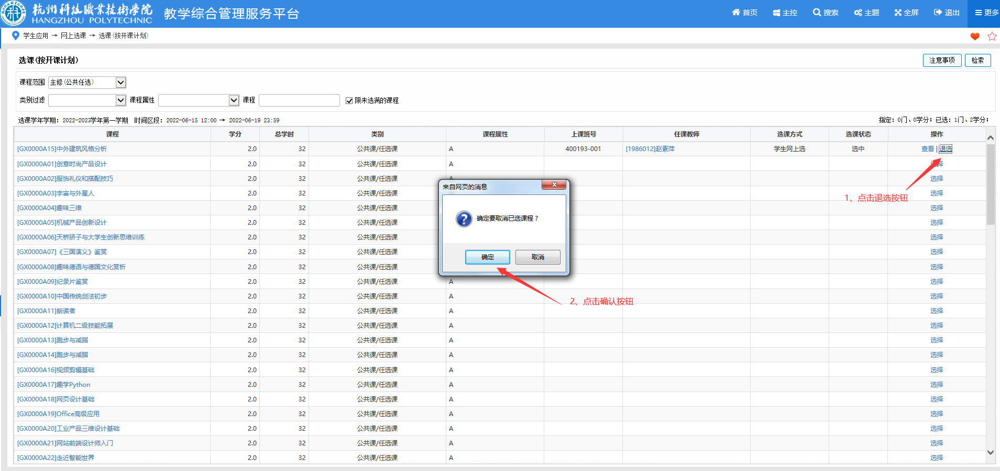 杭州科技職業技術學院
HANGZHOU POLYTECHNIC
教学综合管理服务平台
首页 主控 搜索 主题 全屏 退出 更多
学生应用 → 网上选课 → 选课(按开课计划)
选课(按开课计划) 注意事项 检索
课程范围 主修(公共任选)
类别过滤 课程属性 课程 限未选满的课程
选课学年学期：2022-2023学年第一学期 时间区段：2022-06-15 12:00 → 2022-06-19 23:59 指定：0门、0学分；已选：1门、2学分；
课程 学分 总学时 类别 课程属性 上课班号 任课教师 选课方式 选课状态 操作
[GX0000A15]中外建筑风格分析 2.0 32 公共课/任选课 A 400193-001 [1986012]赵素萍 学生网上选 选中 查看|退选
[GX0000A01]创意时尚产品设计 2.0 32 公共课/任选课 A 选择
[GX0000A02]服饰礼仪和搭配技巧 2.0 32 公共课/任选课 A 选择
[GX0000A03]宇宙与外星人 2.0 32 公共课/任选课 选择
[GX0000A04]趣味三维 2.0 32 公共课/任选课 选择
[GX0000A05]机械产品创新设计 2.0 32 公共课/任选课 选择
[GX0000A06]天桥骄子与大学生创新思维训练 2.0 32 公共课/任选课 选择
[GX0000A07]《三国演义》鉴赏 2.0 32 公共课/任选课 选择
[GX0000A08]趣味德语与德国文化赏析 2.0 32 公共课/任选课 选择
[GX0000A09]纪录片鉴赏 2.0 32 公共课/任选课 A 选择
[GX0000A10]中国传统剑法初步 2.0 32 公共课/任选课 A 选择
[GX0000A11]朗读者 2.0 32 公共课/任选课 A 选择
[GX0000A12]计算机二级技能拓展 2.0 32 公共课/任选课 A 选择
[GX0000A13]跑步与减脂 2.0 32 公共课/任选课 A 选择
[GX0000A14]跑步与减脂 2.0 32 公共课/任选课 A 选择
[GX0000A16]视频剪辑基础 2.0 32 公共课/任选课 A 选择
[GX0000A17]趣学Python 2.0 32 公共课/任选课 A 选择
[GX0000A18]网页设计基础 2.0 32 公共课/任选课 A 选择
[GX0000A19]Office高级应用 2.0 32 公共课/任选课 A 选择
[GX0000A20]工业产品三维设计基础 2.0 32 公共课/任选课 A 选择
[GX0000A21]网站前端设计师入门 2.0 32 公共课/任选课 A 选择
[GX0000A22]走近智能世界 2.0 32 公共课/任选课 A 选择
来自网页的消息
确定要取消已选课程？
确定 取消
1、点击退选按钮
2、点击确认按钮